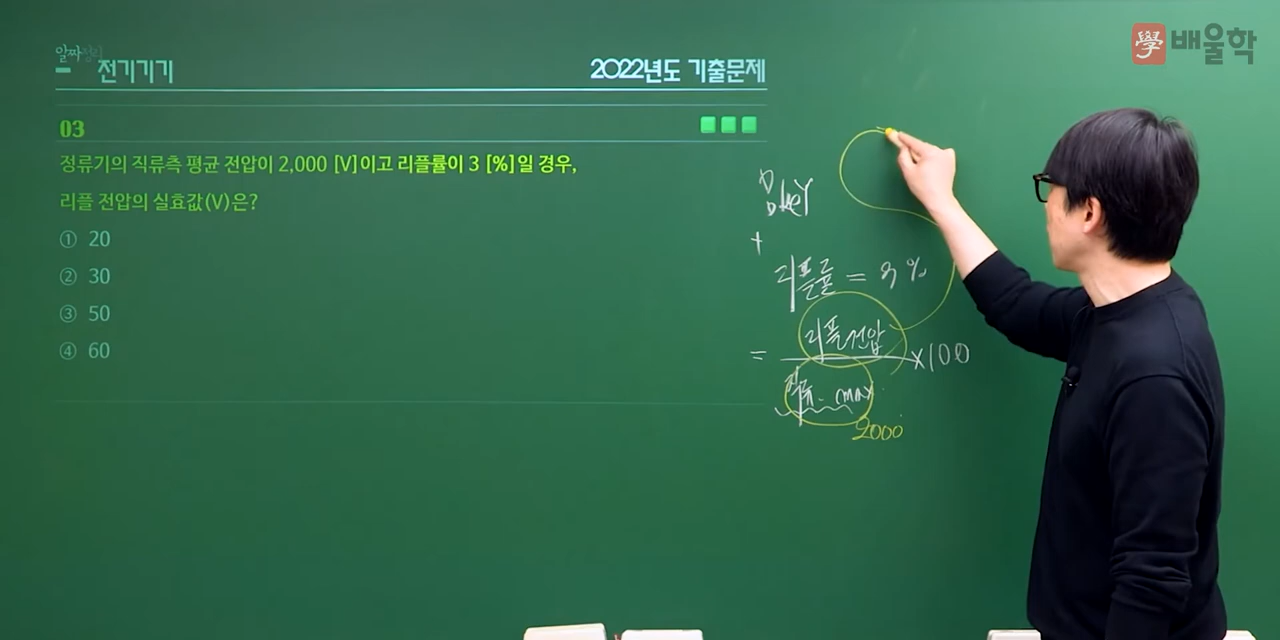 學 배울학
알짜정리
전기기기
2022년도 기출문제
03
정류기의 직류측 평균 전압이 2,000 [V]이고 리플률이 3 [%]일 경우,
리플 전압의 실효값(V)은?
① 20
② 30
③ 50
④ 60
key
+
리플률 = 3%
= 리플전압 ×100
2000